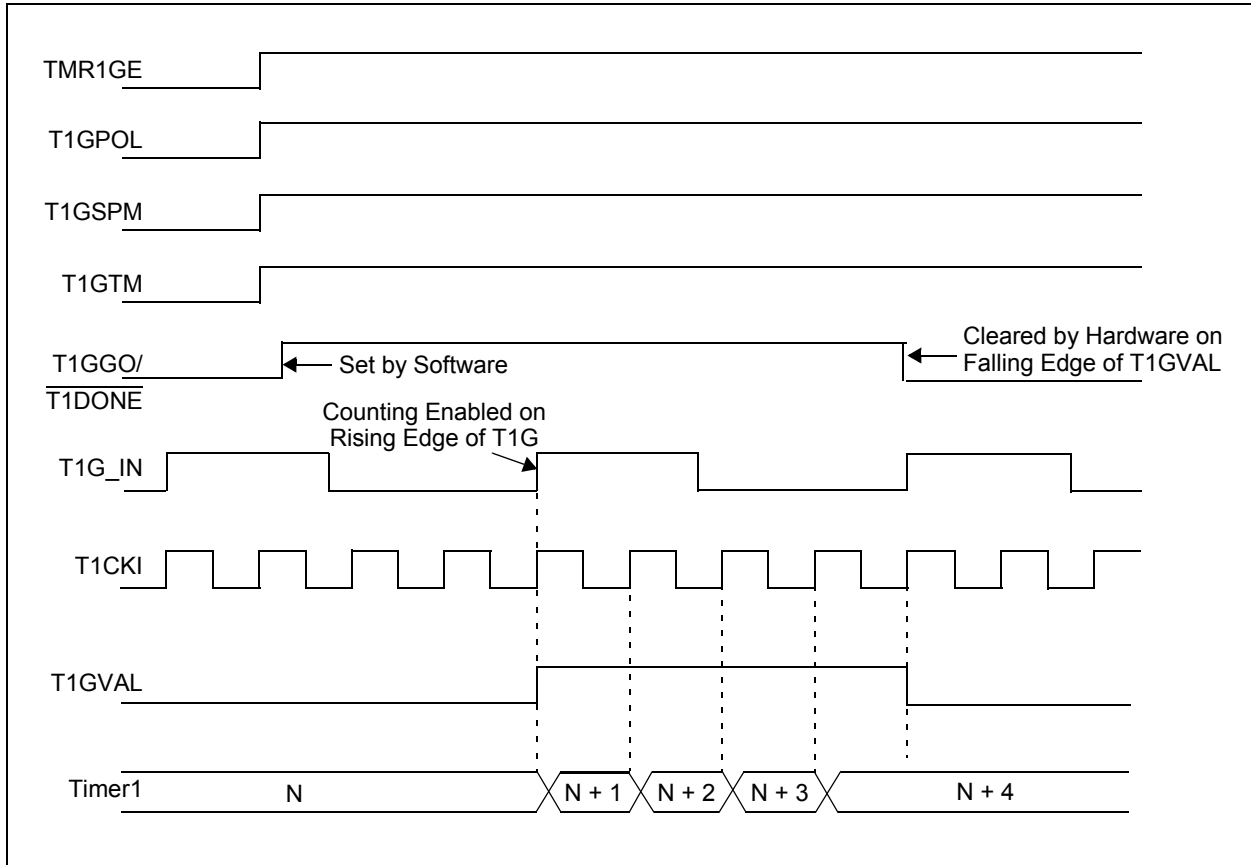 TMR1GE
T1GPOL
T1GSPM
T1GTM
T1GGO/
T1DONE
Set by Software
Cleared by Hardware on
Falling Edge of T1GVAL
Counting Enabled on
Rising Edge of T1G
T1G_IN
T1CKI
T1GVAL
Timer1
N
N + 1
N + 2
N + 3
N + 4